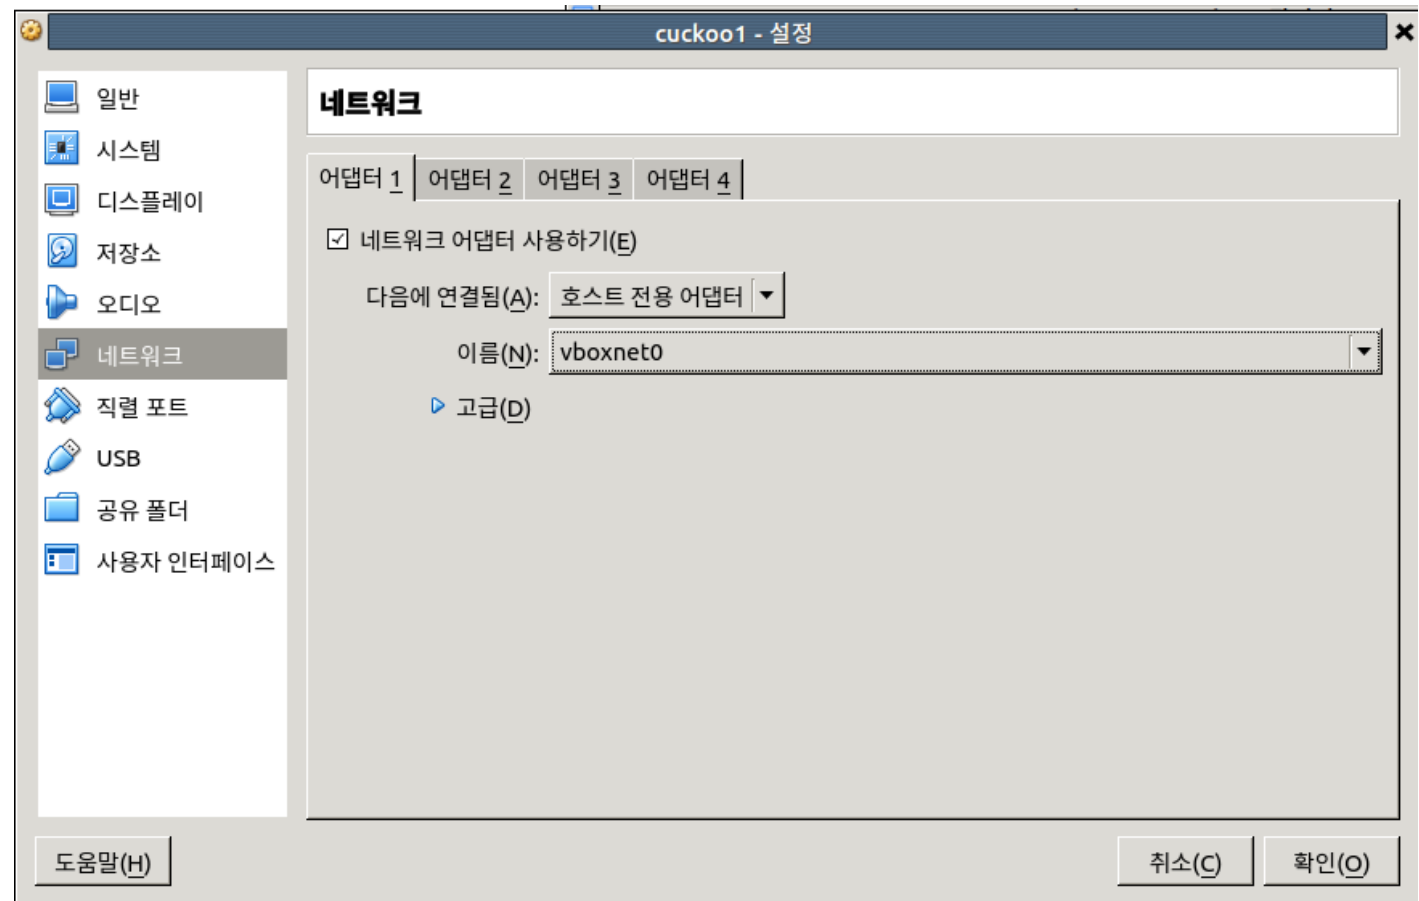 cuckoo1 - 설정
일반
시스템
디스플레이
저장소
오디오
네트워크
직렬 포트
USB
공유 폴더
사용자 인터페이스
네트워크
어댑터 1 어댑터 2 어댑터 3 어댑터 4
네트워크 어댑터 사용하기(E)
다음에 연결됨(A): 호스트 전용 어댑터
이름(N): vboxnet0
고급(D)
도움말(H) 취소(C) 확인(O)